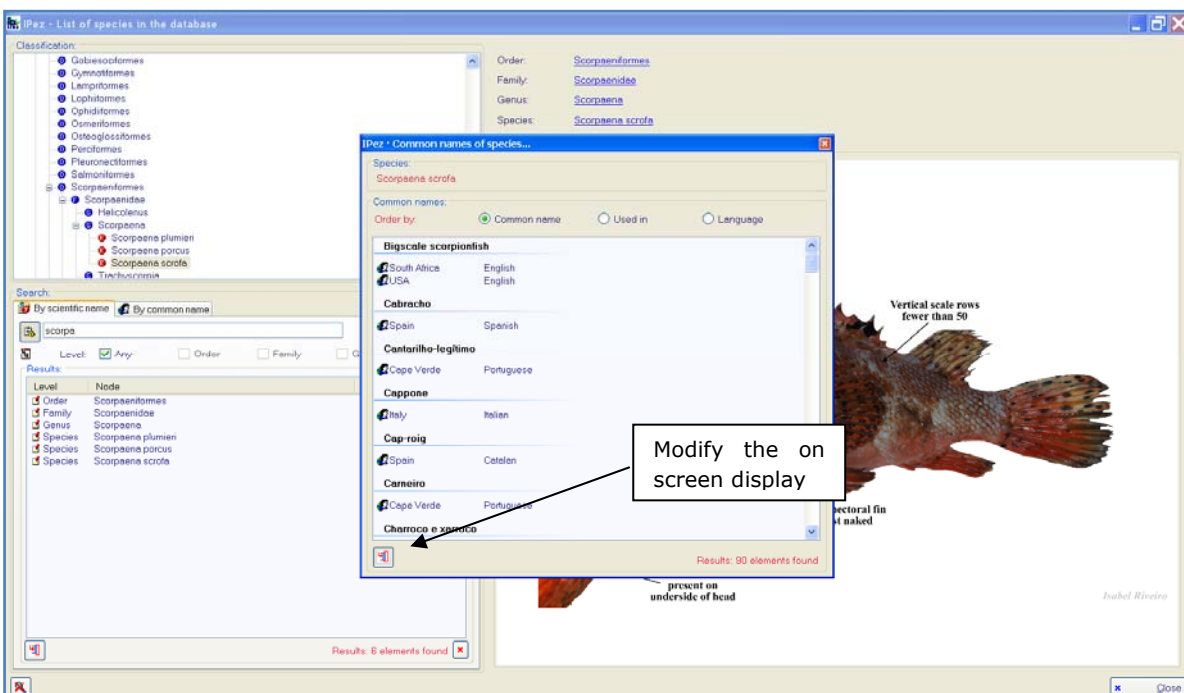 IPez - List of species in the database
Classification:
Gobiesociformes
Gymnotiformes
Lampriformes
Lophiiformes
Ophidiiformes
Osmeriformes
Osteoglossiformes
Perciformes
Pleuronectiformes
Salmoniformes
Scorpaeniformes
Scorpaenidae
Helicolenus
Scorpaena
Scorpaena plumieri
Scorpaena porcus
Scorpaena scrofa
Trachyscorpia
Search:
By scientific name By common name
scorpa
Level: Any Order Family G
Results:
Level Node
Order Scorpaeniformes
Family Scorpaenidae
Genus Scorpaena
Species Scorpaena plumieri
Species Scorpaena porcus
Species Scorpaena scrofa
Results: 6 elements found
Order: Scorpaeniformes
Family: Scorpaenidae
Genus: Scorpaena
Species: Scorpaena scrofa
IPez · Common names of species...
Species:
Scorpaena scrofa
Common names:
Order by: Common name Used in Language
Bigscale scorpionfish
South Africa English
USA English
Cabracho
Spain Spanish
Cantarilho-legítimo
Cape Verde Portuguese
Cappone
Italy Italian
Cap-roig
Spain Catalan
Carneiro
Cape Verde Portuguese
Charroco e xarroco
Results: 90 elements found
Modify the on
screen display
Vertical scale rows
fewer than 50
pectoral fin
t naked
present on
underside of head
Isabel Riveiro
Close